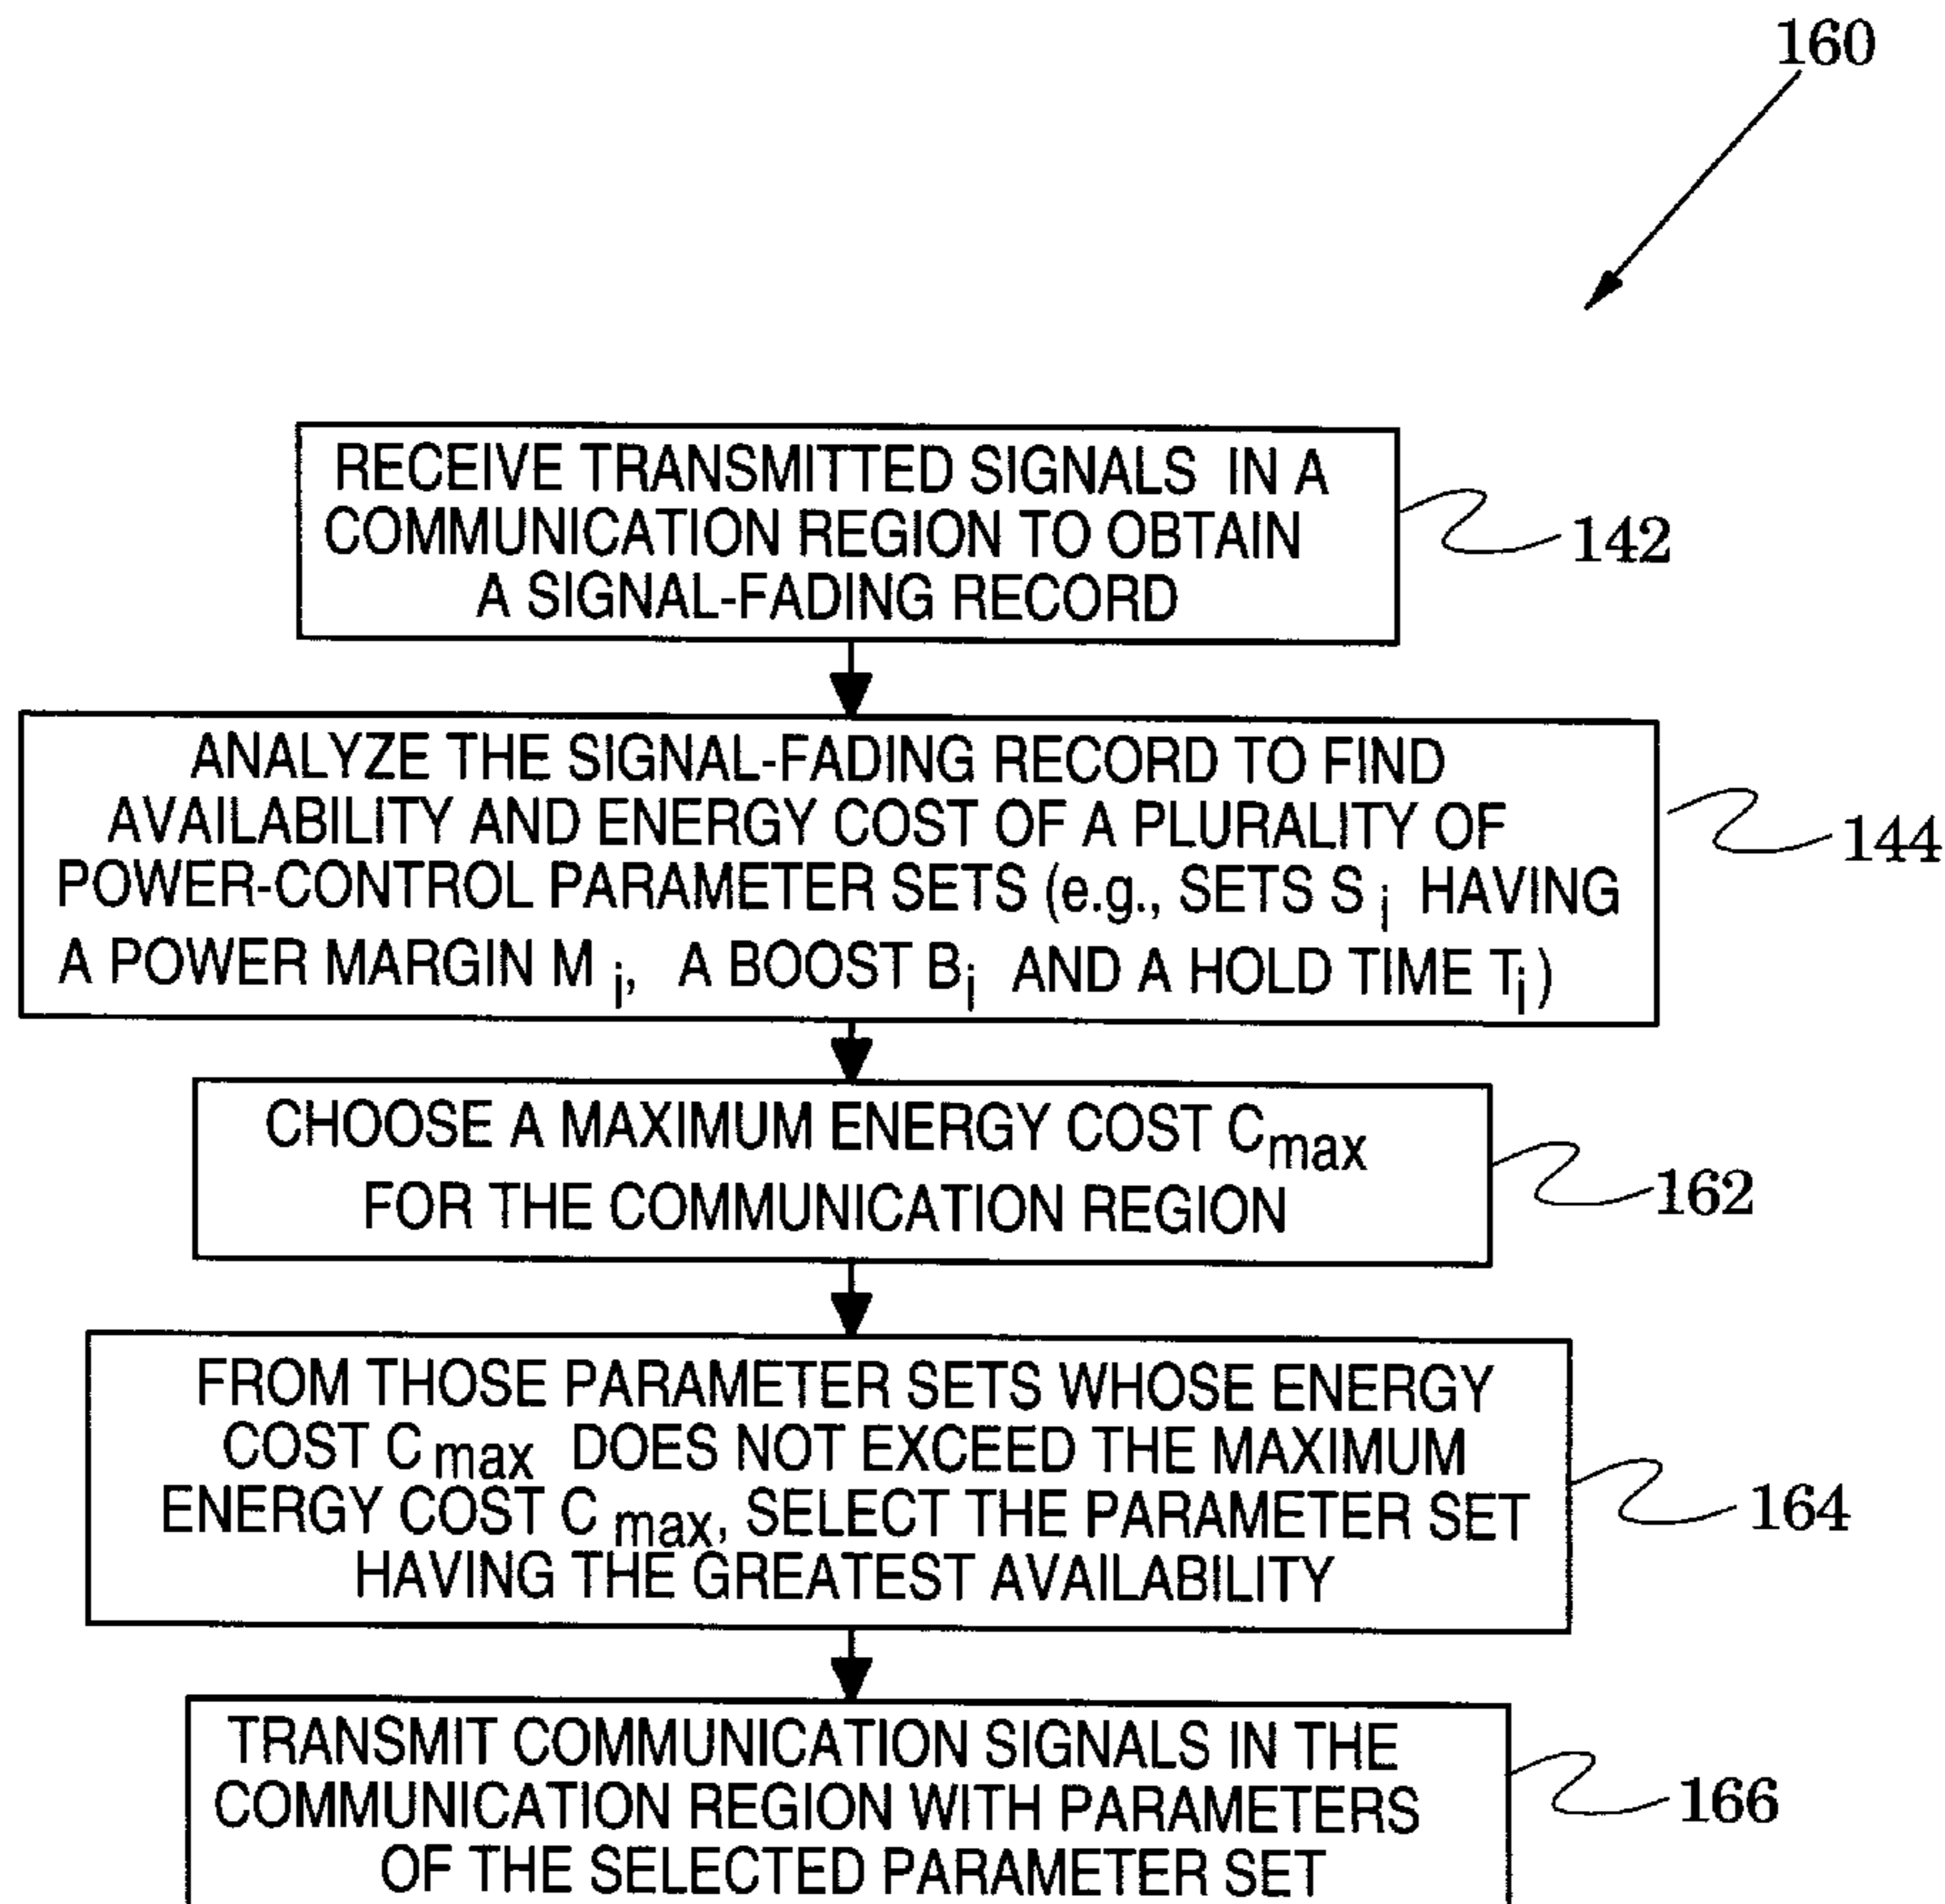 160
RECEIVE TRANSMITTED SIGNALS IN A
COMMUNICATION REGION TO OBTAIN
A SIGNAL-FADING RECORD
142
ANALYZE THE SIGNAL-FADING RECORD TO FIND
AVAILABILITY AND ENERGY COST OF A PLURALITY OF
POWER-CONTROL PARAMETER SETS (e.g., SETS S i HAVING
A POWER MARGIN M i, A BOOST Bi AND A HOLD TIME Ti)
144
CHOOSE A MAXIMUM ENERGY COST Cmax
FOR THE COMMUNICATION REGION
162
FROM THOSE PARAMETER SETS WHOSE ENERGY
COST C max DOES NOT EXCEED THE MAXIMUM
ENERGY COST C max, SELECT THE PARAMETER SET
HAVING THE GREATEST AVAILABILITY
164
TRANSMIT COMMUNICATION SIGNALS IN THE
COMMUNICATION REGION WITH PARAMETERS
OF THE SELECTED PARAMETER SET
166